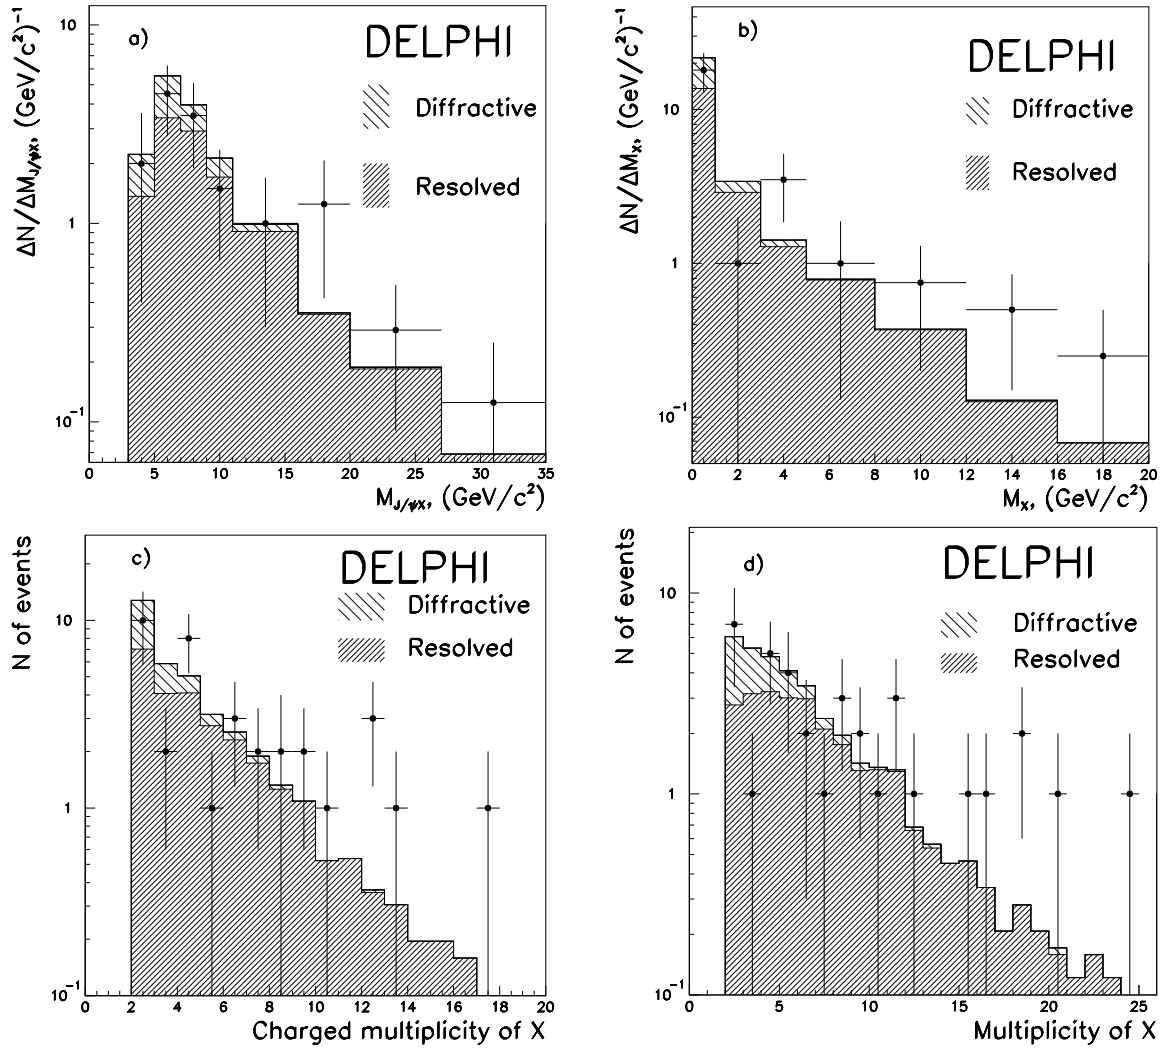 a)
DELPHI
Diffractive
Resolved
ΔN/ΔM_J/ψX, (GeV/c²)⁻¹
10
1
10⁻¹
0 5 10 15 20 25 30 35
M_J/ψX, (GeV/c²)
b)
DELPHI
Diffractive
Resolved
ΔN/ΔM_X, (GeV/c²)⁻¹
10
1
10⁻¹
0 2 4 6 8 10 12 14 16 18 20
M_X, (GeV/c²)
c)
DELPHI
Diffractive
Resolved
N of events
10
1
10⁻¹
0 2 4 6 8 10 12 14 16 18 20
Charged multiplicity of X
d)
DELPHI
Diffractive
Resolved
N of events
10
1
10⁻¹
0 5 10 15 20 25
Multiplicity of X